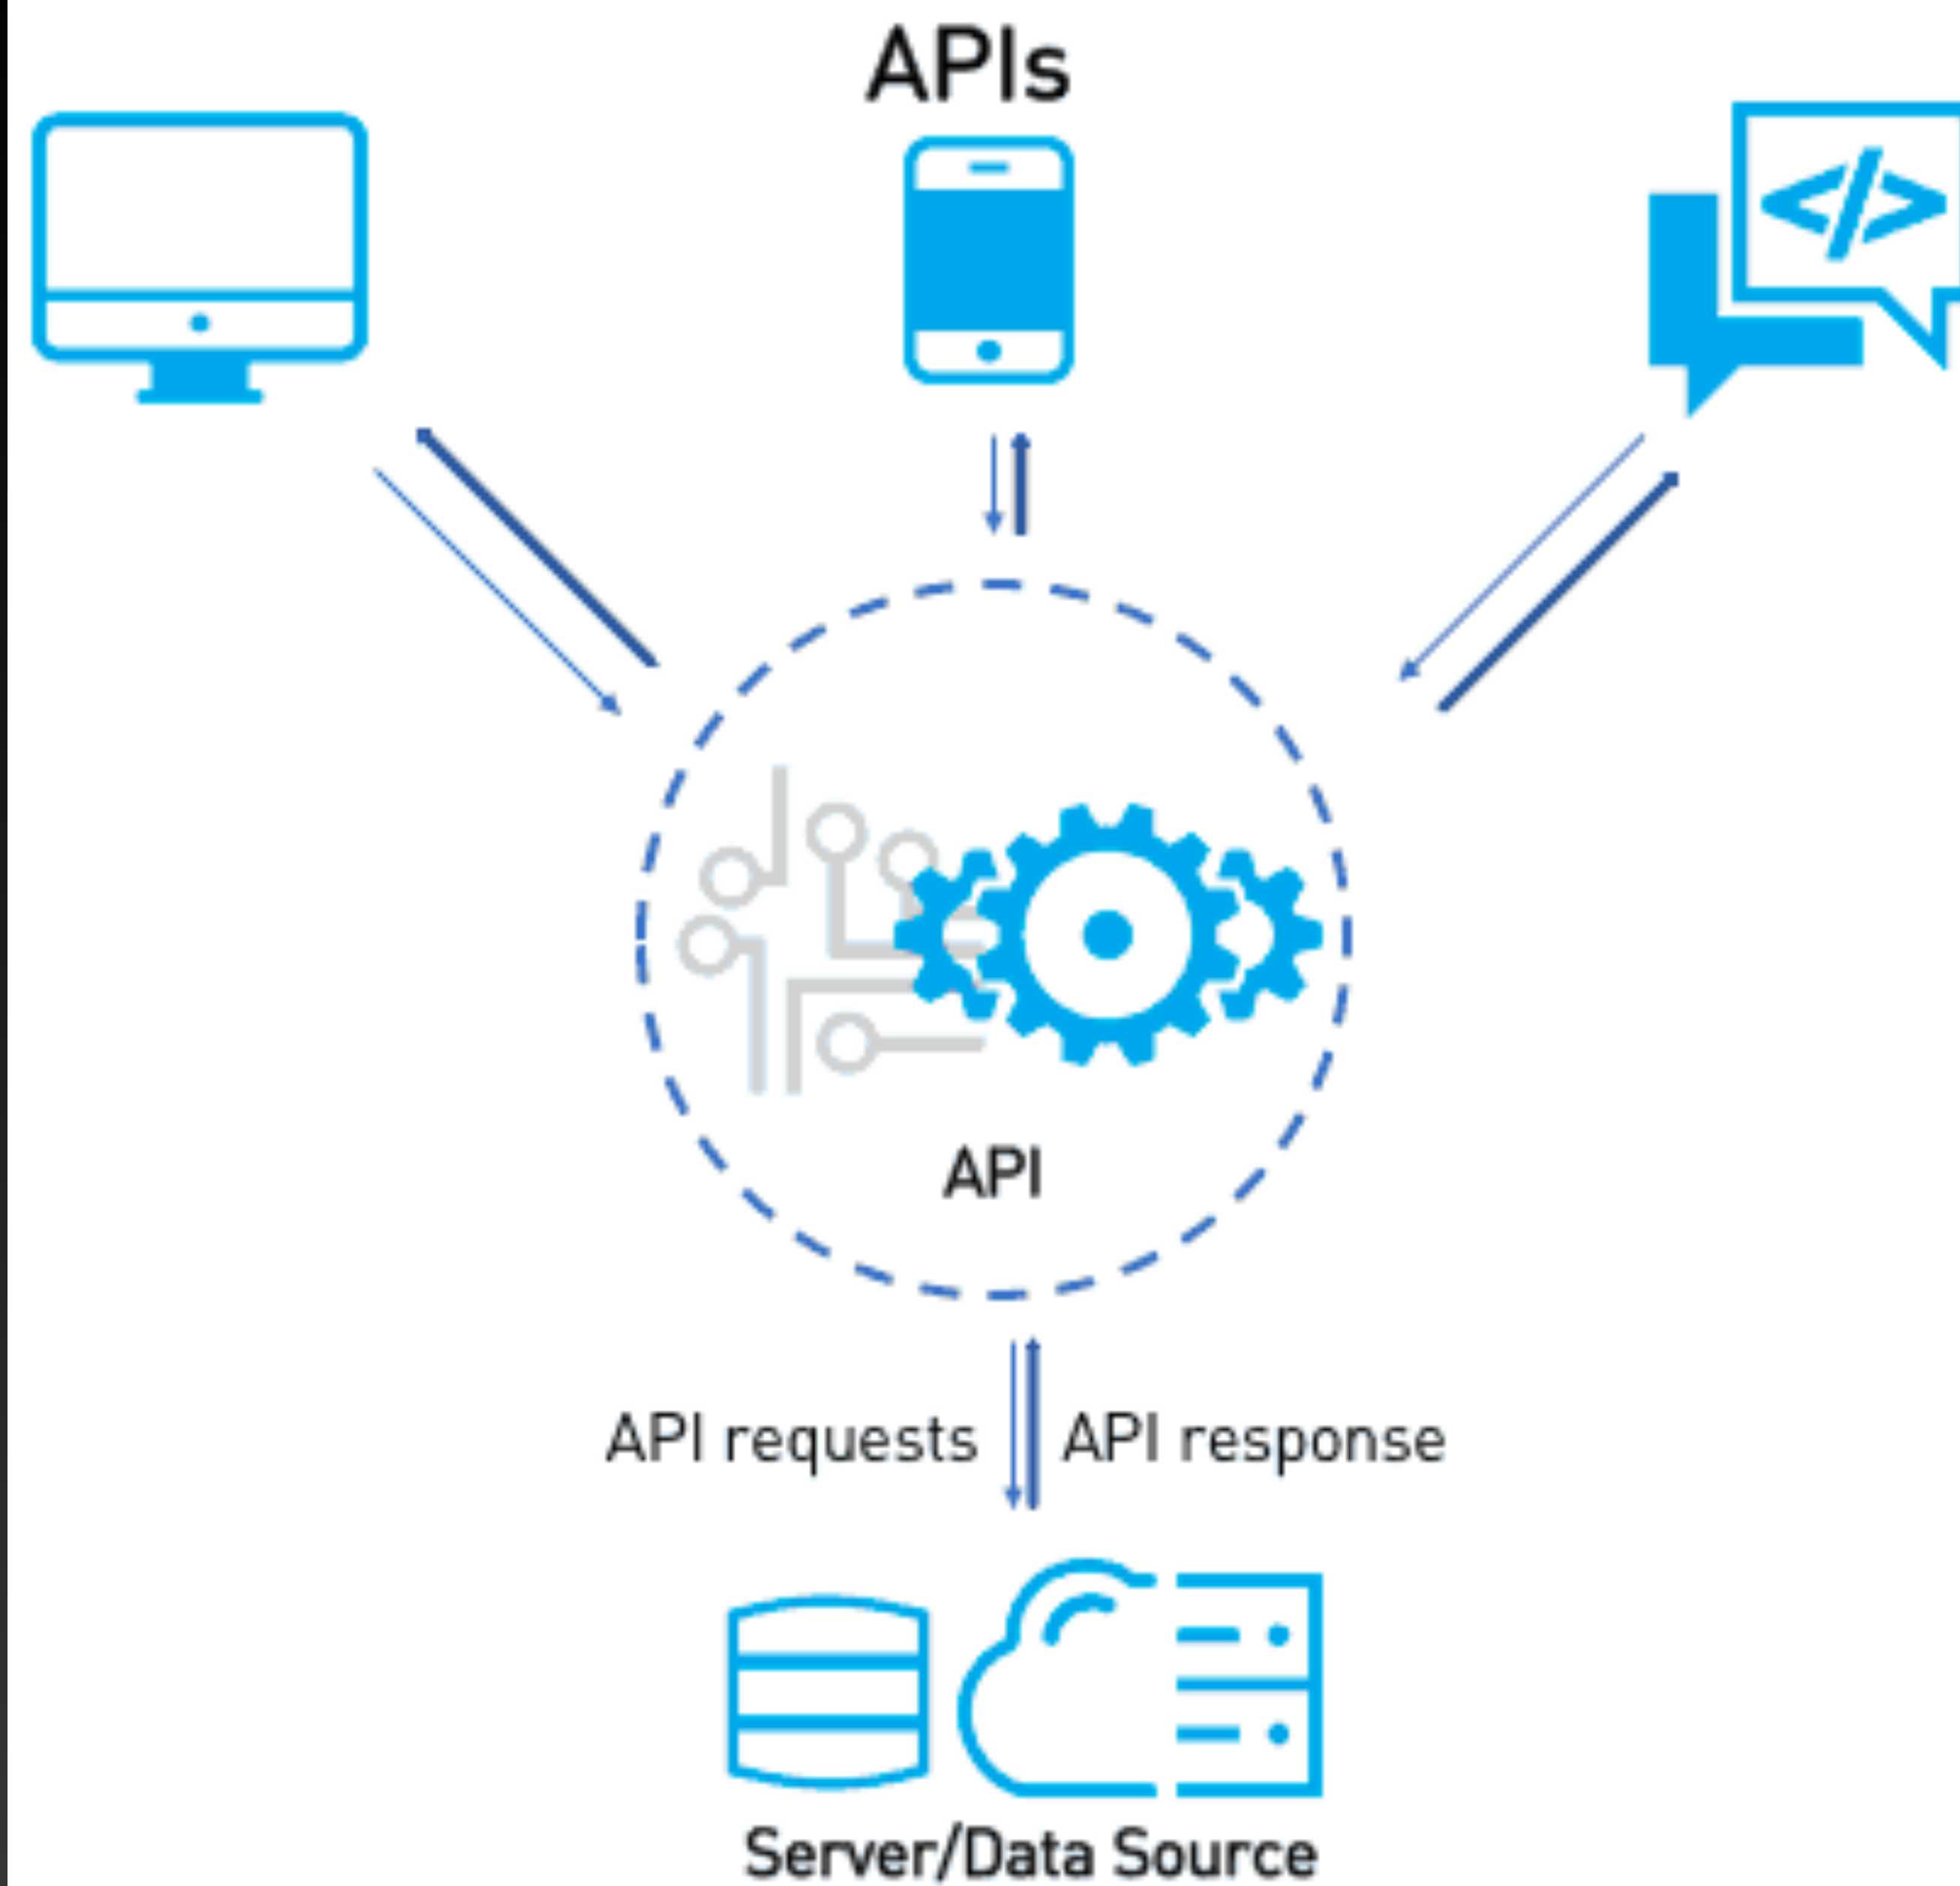 APIs
</>
API
API requests
API response
Server/Data Source